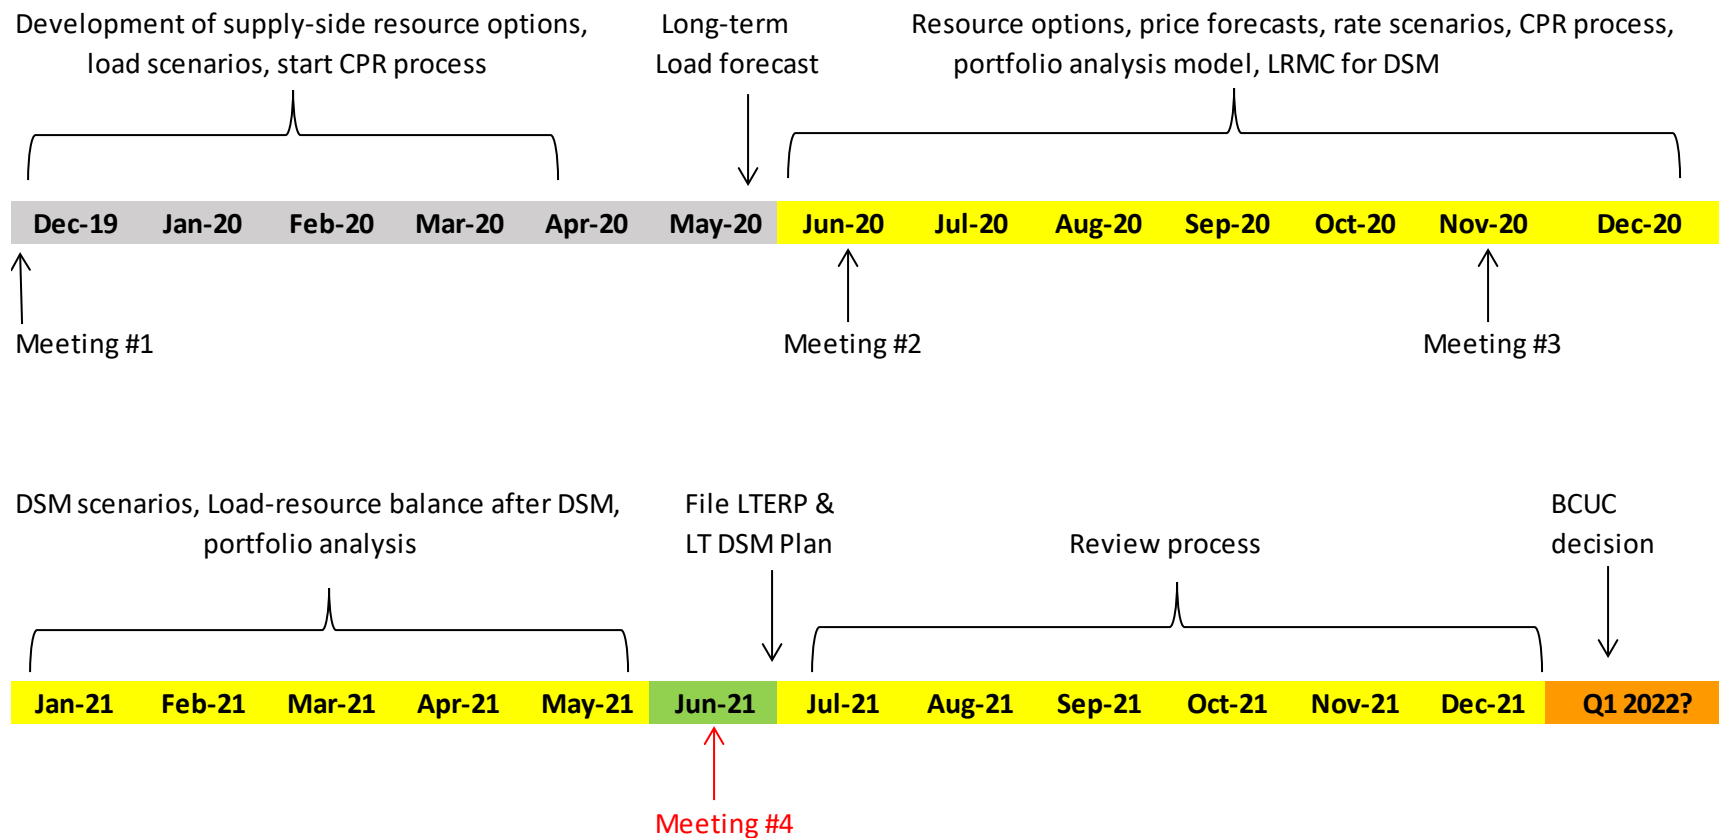 Development of supply-side resource options,
load scenarios, start CPR process
Long-term
Load forecast
Resource options, price forecasts, rate scenarios, CPR process,
portfolio analysis model, LRMC for DSM
Dec-19 Jan-20 Feb-20 Mar-20 Apr-20 May-20 Jun-20 Jul-20 Aug-20 Sep-20 Oct-20 Nov-20 Dec-20
Meeting #1
Meeting #2
Meeting #3
DSM scenarios, Load-resource balance after DSM,
portfolio analysis
File LTERP &
LT DSM Plan
Review process
BCUC
decision
Jan-21 Feb-21 Mar-21 Apr-21 May-21 Jun-21 Jul-21 Aug-21 Sep-21 Oct-21 Nov-21 Dec-21 Q1 2022?
Meeting #4